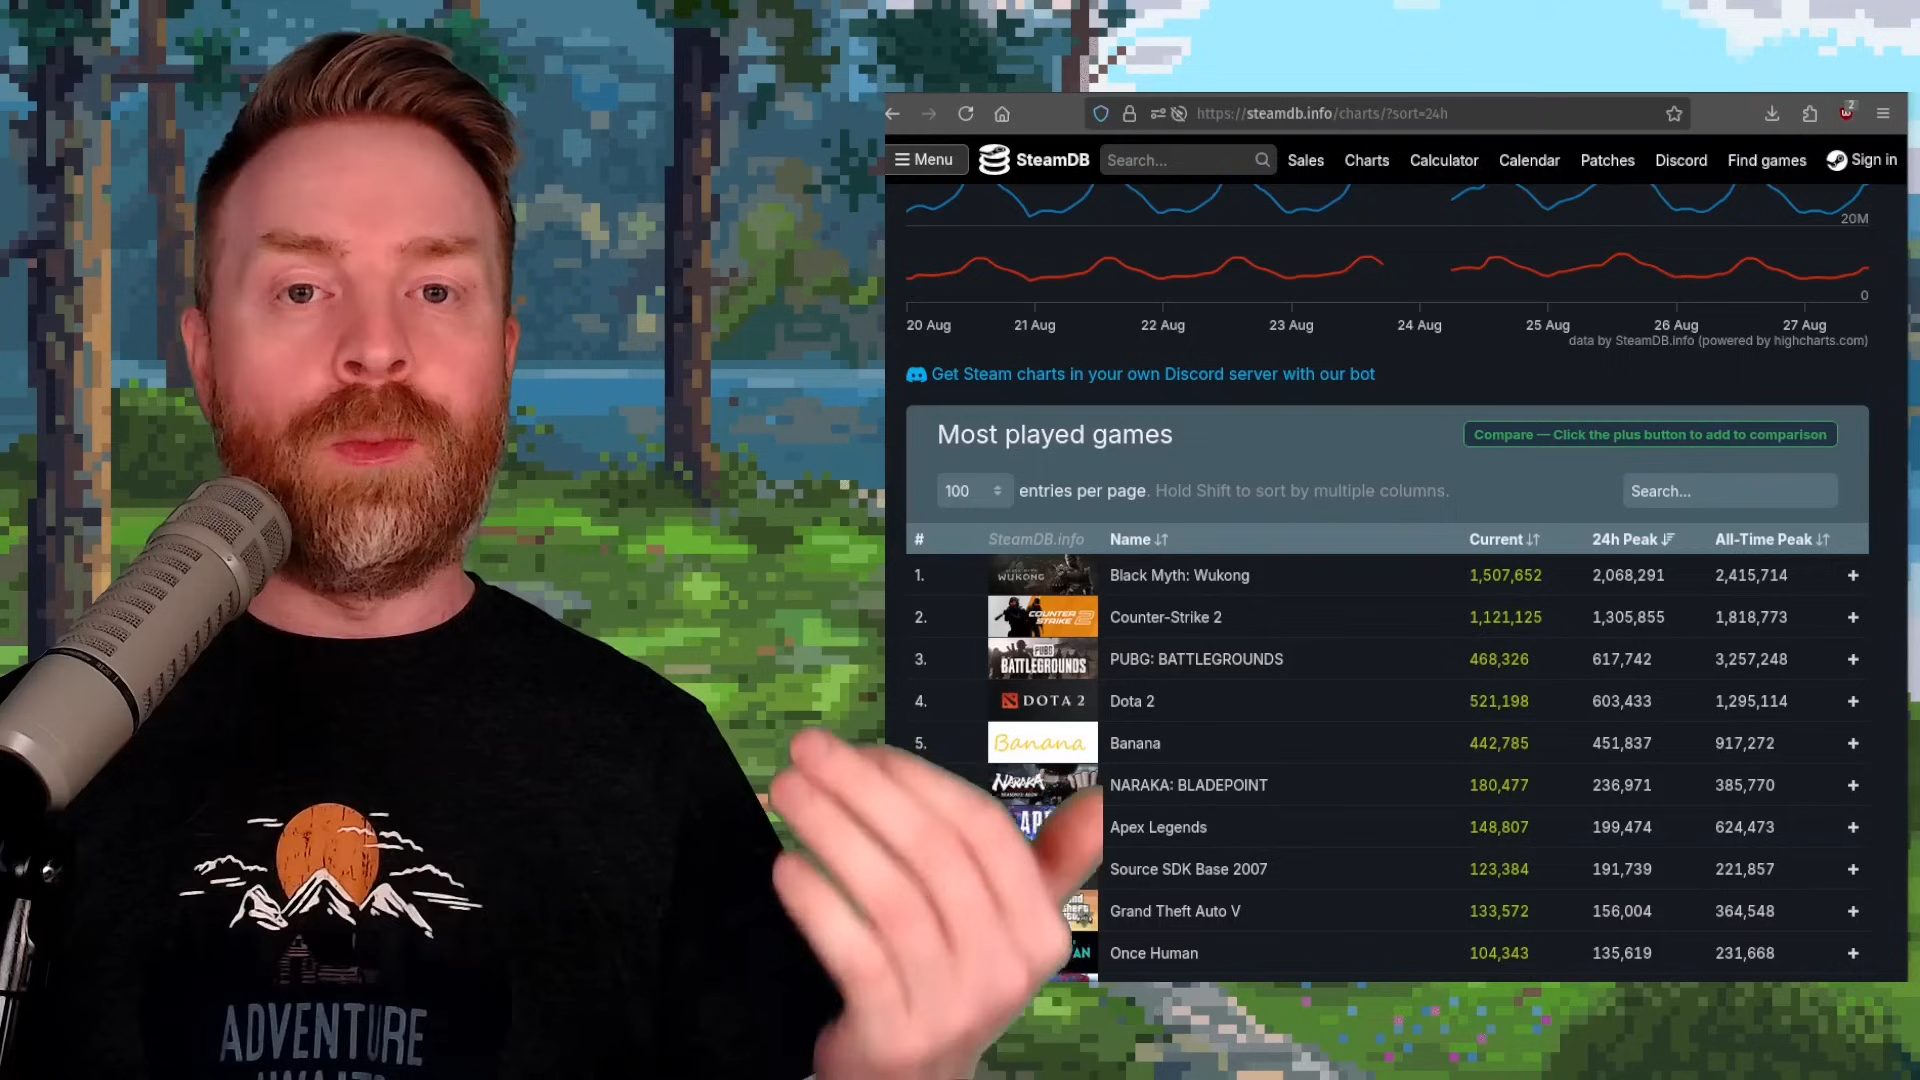 https://steamdb.info/charts/?sort=24h
2
Menu
SteamDB
Search...
Sales
Charts
Calculator
Calendar
Patches
Discord
Find games
Sign in
20M
0
20 Aug
21 Aug
22 Aug
23 Aug
24 Aug
25 Aug
26 Aug
27 Aug
data by SteamDB.info (powered by highcharts.com)
Get Steam charts in your own Discord server with our bot
Most played games
Compare — Click the plus button to add to comparison
100 entries per page. Hold Shift to sort by multiple columns.
Search...
# SteamDB.info Name Current 24h Peak All-Time Peak
1. WUKONG Black Myth: Wukong 1,507,652 2,068,291 2,415,714 +
2. COUNTER STRIKE 2 Counter-Strike 2 1,121,125 1,305,855 1,818,773 +
3. PUBG BATTLEGROUNDS PUBG: BATTLEGROUNDS 468,326 617,742 3,257,248 +
4. DOTA 2 Dota 2 521,198 603,433 1,295,114 +
5. Banana Banana 442,785 451,837 917,272 +
NARAKA NARAKA: BLADEPOINT 180,477 236,971 385,770 +
Apex Legends 148,807 199,474 624,473 +
Source SDK Base 2007 123,384 191,739 221,857 +
Grand Theft Auto V 133,572 156,004 364,548 +
AN Once Human 104,343 135,619 231,668 +
ADVENTURE